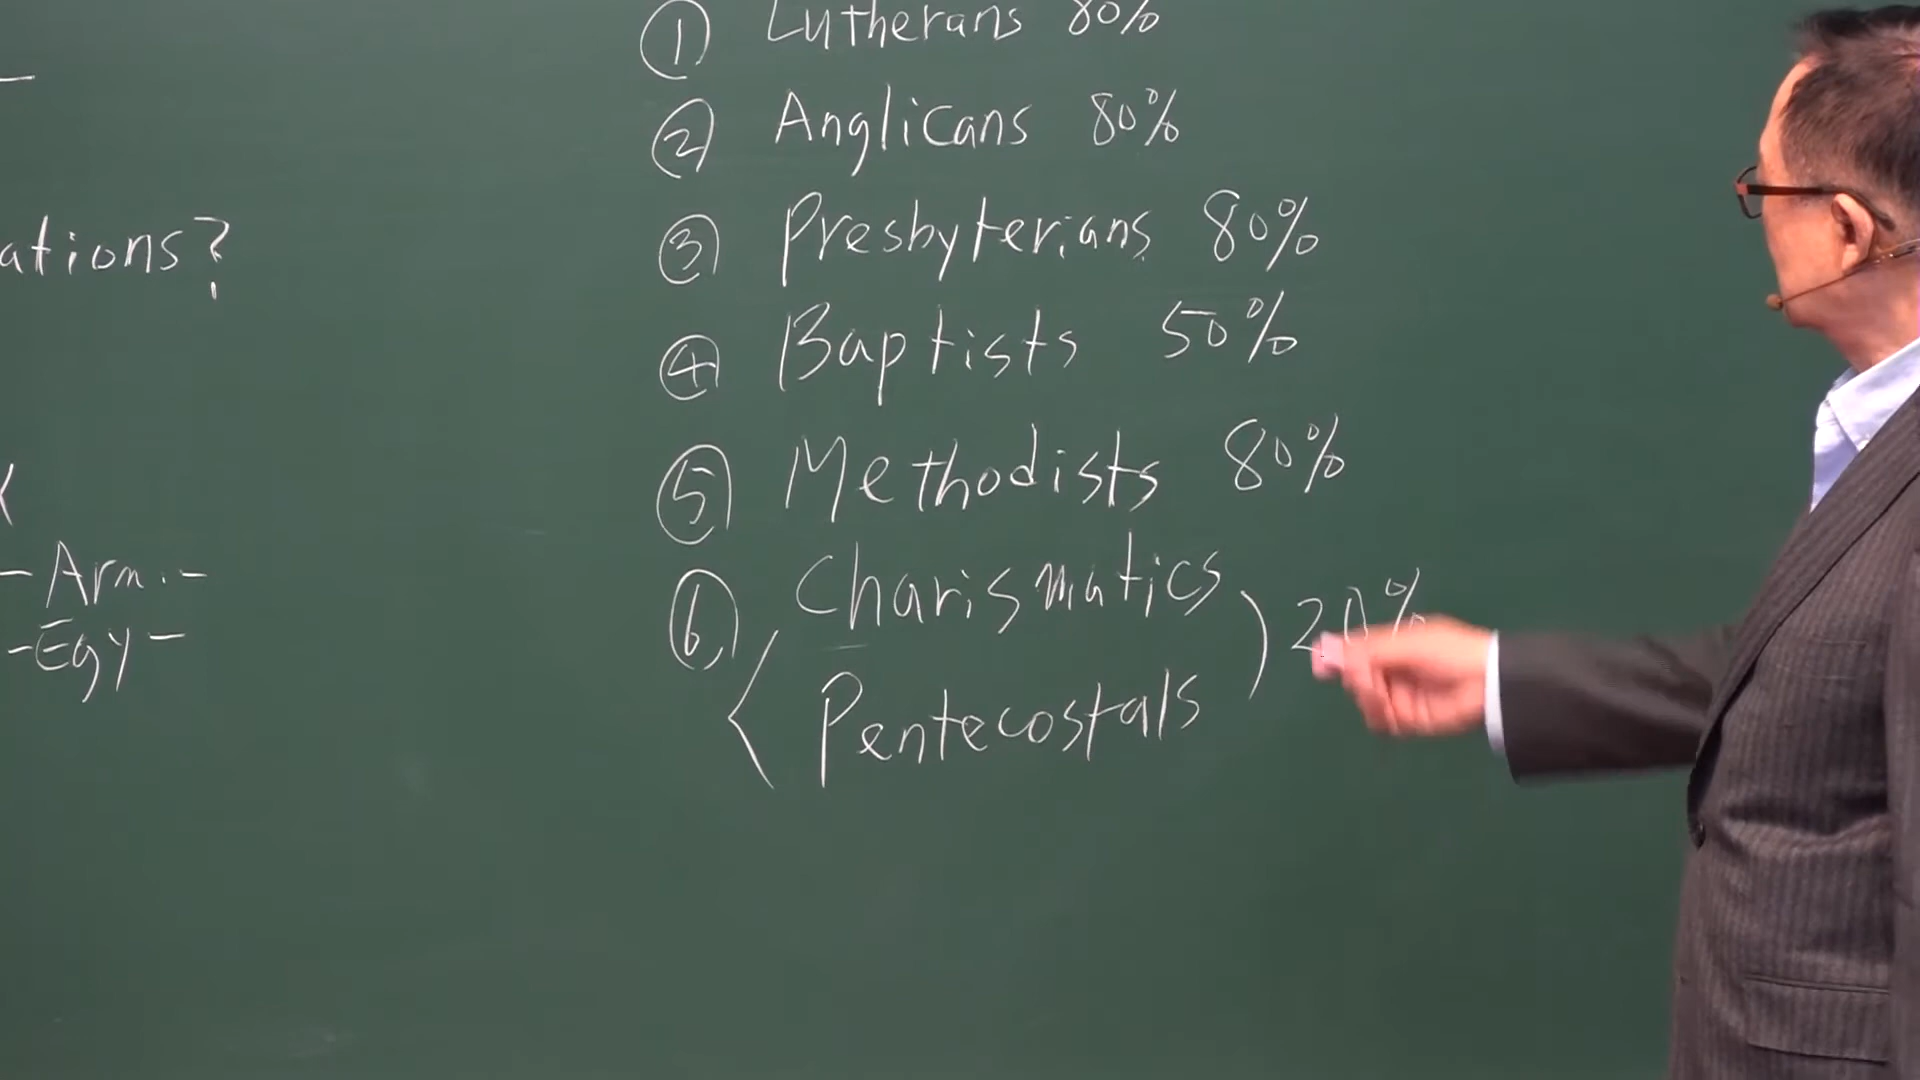 ations?
- Arm. -
- Egy -
① Lutherans 80%
② Anglicans 80%
③ Presbyterians 80%
④ Baptists 50%
⑤ Methodists 80%
⑥ Charismatics
Pentecostals
) 20%